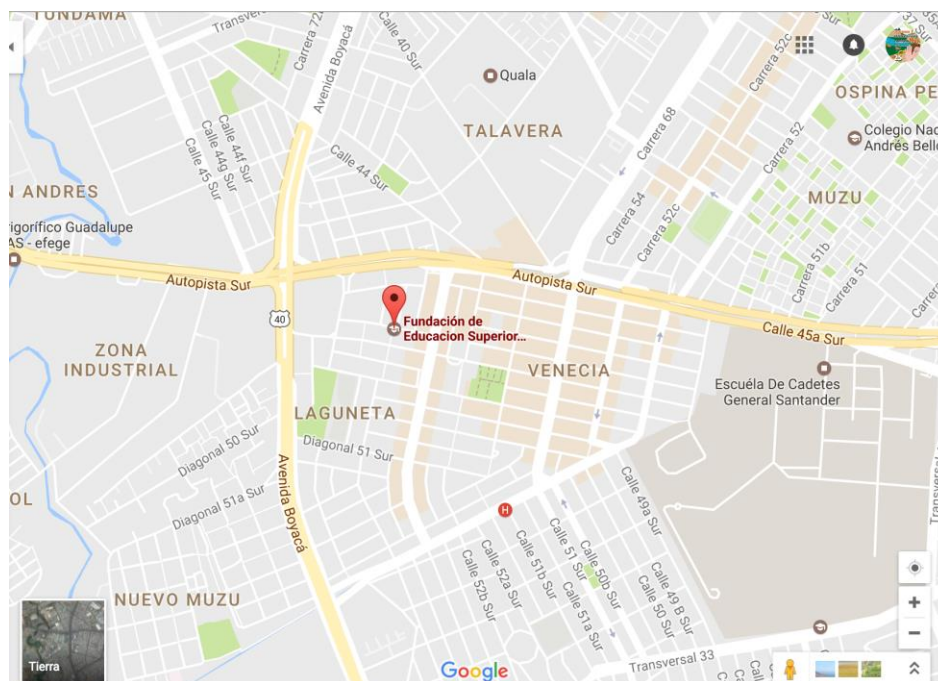 TUNDAMA
Transver
Carrera 72
Avenida Boyacá
Calle 40 Sur
Quala
TALAVERA
Carrera 68
Carrera 52c
Carrera 52
OSPINA PE
Colegio Nac
Andrés Bello
Calle 45 Sur
Calle 44g Sur
Calle 44f Sur
Calle 44 Sur
N ANDRES
rigorífico Guadalupe
AS - efege
Carrera 54
Carrera 52c
MUZU
Carrera 51b
Carrera 51
Autopista Sur
Autopista Sur
Calle 45a Sur
40
Fundación de
Educacion Superior...
ZONA
INDUSTRIAL
VENECIA
Escuéla De Cadetes
General Santander
LAGUNETA
Diagonal 50 Sur
Diagonal 51 Sur
Diagonal 51a Sur
Avenida Boyacá
OL
H
Calle 49a Sur
Calle 52b Sur
Calle 52a Sur
Calle 51b Sur
Calle 51 Sur
Calle 51a Sur
Calle 50b Sur
Calle 50 Sur
Calle 49 B Sur
Transversal
NUEVO MUZU
Transversal 33
Tierra
Google